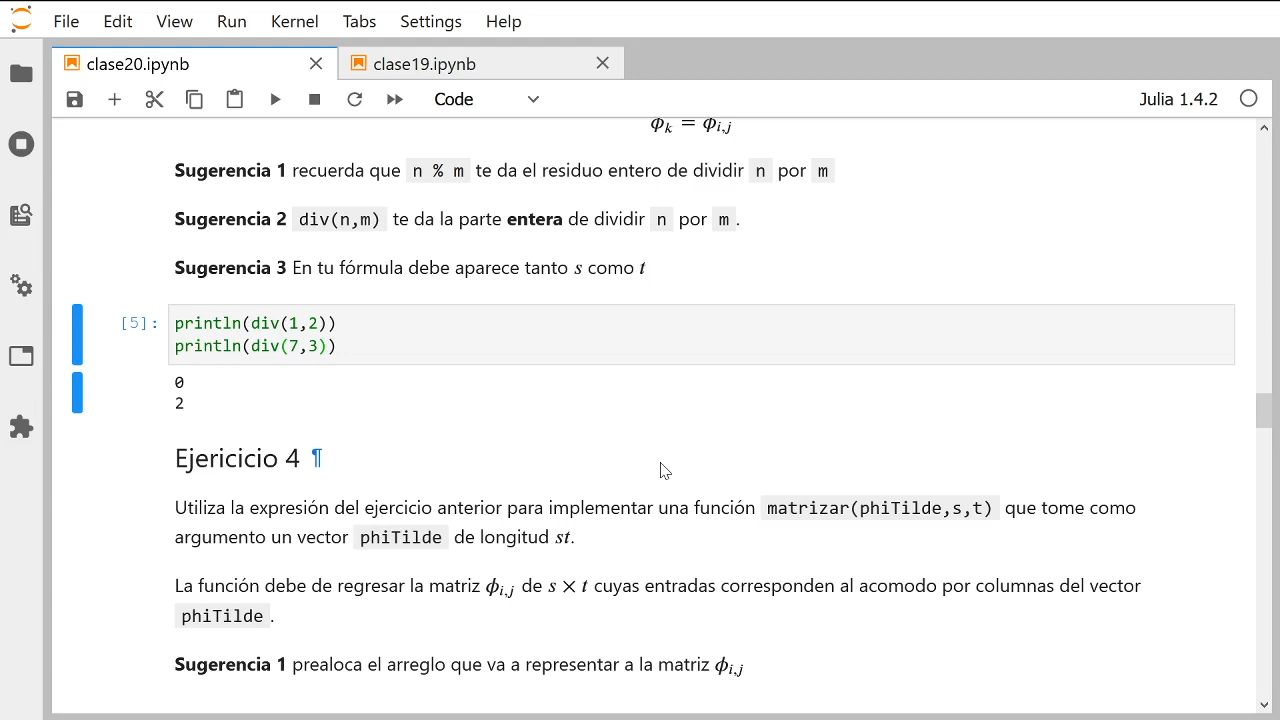 File Edit View Run Kernel Tabs Settings Help
clase20.ipynb
clase19.ipynb
Code
Julia 1.4.2
ϕₖ = ϕᵢ,ⱼ
Sugerencia 1 recuerda que n % m te da el residuo entero de dividir n por m
Sugerencia 2 div(n,m) te da la parte entera de dividir n por m.
Sugerencia 3 En tu fórmula debe aparece tanto s como t
[5]: println(div(1,2))
println(div(7,3))
0
2
Ejericicio 4 ¶
Utiliza la expresión del ejercicio anterior para implementar una función matrizar(phiTilde,s,t) que tome como
argumento un vector phiTilde de longitud st.
La función debe de regresar la matriz ϕᵢ,ⱼ de s × t cuyas entradas corresponden al acomodo por columnas del vector
phiTilde.
Sugerencia 1 prealoca el arreglo que va a representar a la matriz ϕᵢ,ⱼ